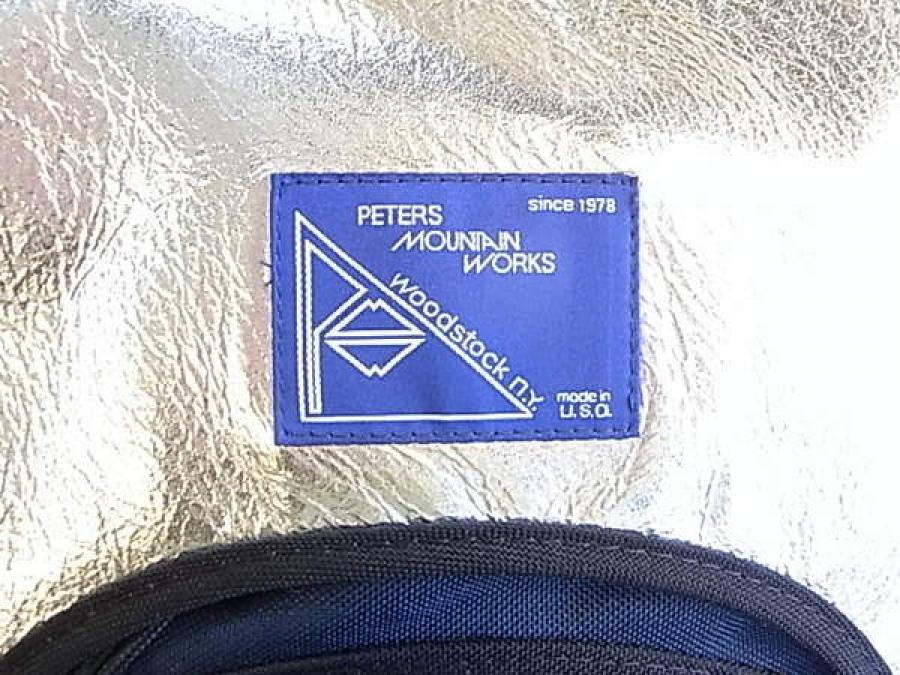 PETERS
MOUNTAIN
WORKS
since 1978
Woodstock n.Y.
made in
U.S.a.